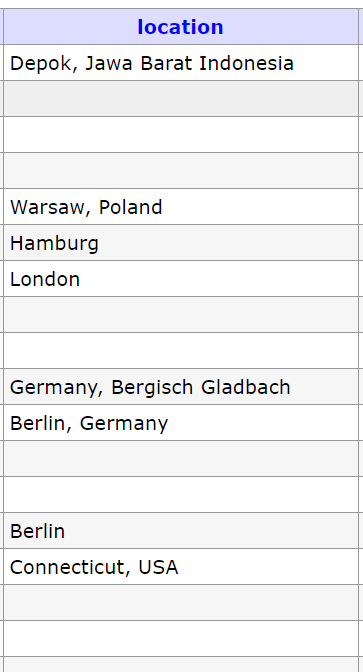 location
Depok, Jawa Barat Indonesia
Warsaw, Poland
Hamburg
London
Germany, Bergisch Gladbach
Berlin, Germany
Berlin
Connecticut, USA